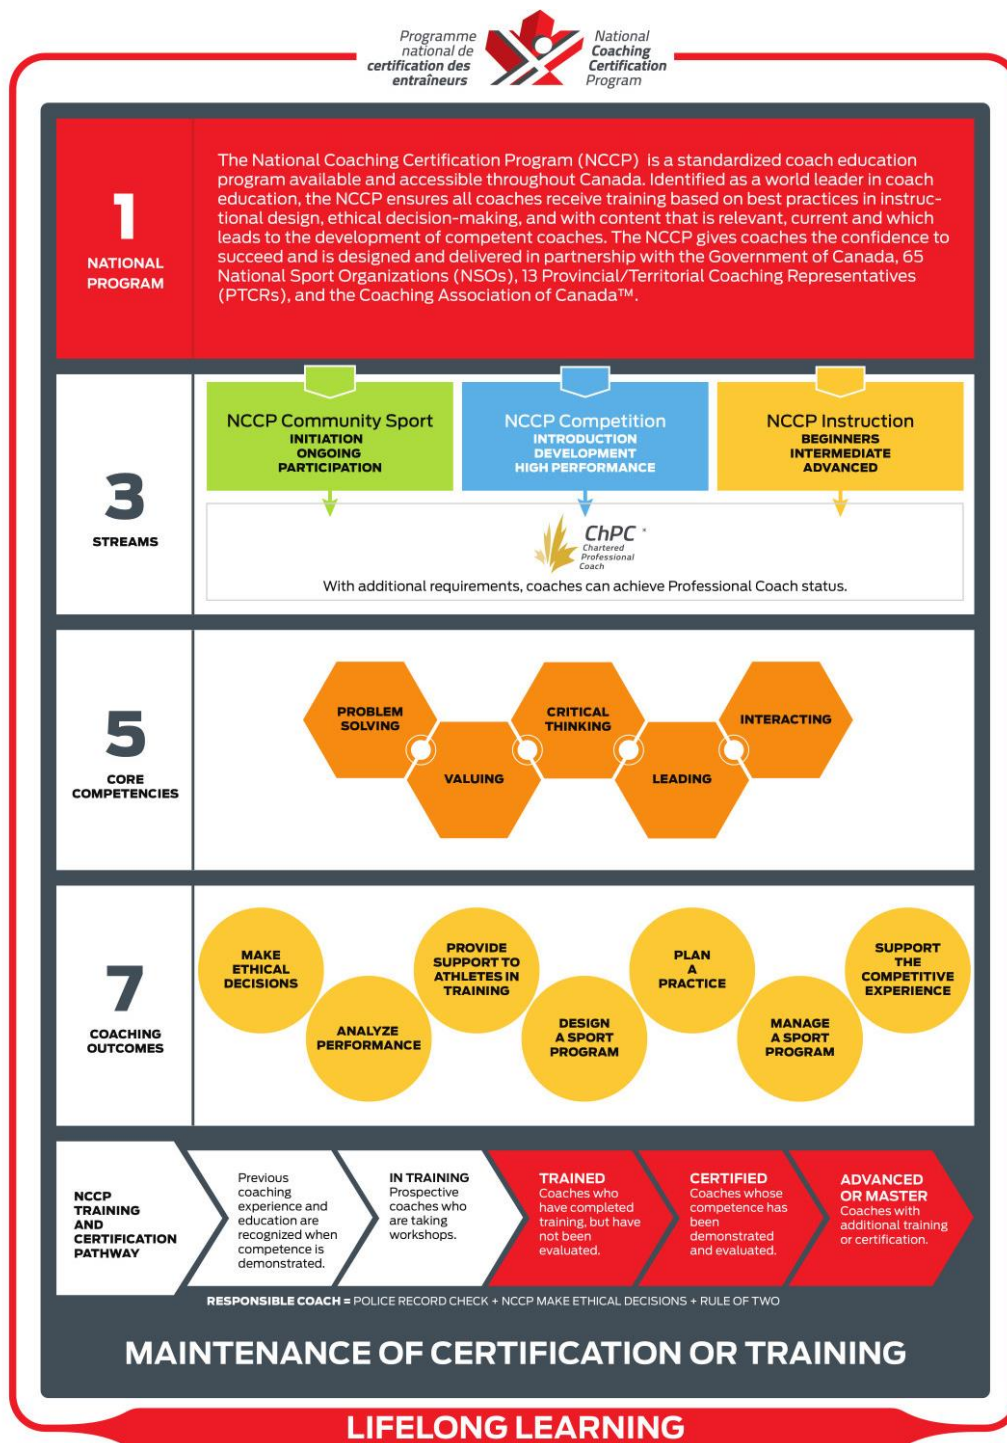 Programme
national de
certification des
entraîneurs
National
Coaching
Certification
Program
1
NATIONAL
PROGRAM
The National Coaching Certification Program (NCCP) is a standardized coach education
program available and accessible throughout Canada. Identified as a world leader in coach
education, the NCCP ensures all coaches receive training based on best practices in instruc-
tional design, ethical decision-making, and with content that is relevant, current and which
leads to the development of competent coaches. The NCCP gives coaches the confidence to
succeed and is designed and delivered in partnership with the Government of Canada, 65
National Sport Organizations (NSOs), 13 Provincial/Territorial Coaching Representatives
(PTCRs), and the Coaching Association of Canada™.
3
STREAMS
NCCP Community Sport
INITIATION
ONGOING
PARTICIPATION
NCCP Competition
INTRODUCTION
DEVELOPMENT
HIGH PERFORMANCE
NCCP Instruction
BEGINNERS
INTERMEDIATE
ADVANCED
ChPC
Chartered
Professional
Coach
With additional requirements, coaches can achieve Professional Coach status.
5
CORE
COMPETENCIES
PROBLEM
SOLVING
VALUING
CRITICAL
THINKING
LEADING
INTERACTING
7
COACHING
OUTCOMES
MAKE
ETHICAL
DECISIONS
ANALYZE
PERFORMANCE
PROVIDE
SUPPORT TO
ATHLETES IN
TRAINING
DESIGN
A SPORT
PROGRAM
PLAN
A
PRACTICE
MANAGE
A SPORT
PROGRAM
SUPPORT
THE
COMPETITIVE
EXPERIENCE
NCCP
TRAINING
AND
CERTIFICATION
PATHWAY
Previous
coaching
experience and
education are
recognized when
competence is
demonstrated.
IN TRAINING
Prospective
coaches who
are taking
workshops.
TRAINED
Coaches who
have completed
training, but have
not been
evaluated.
CERTIFIED
Coaches whose
competence has
been
demonstrated
and evaluated.
ADVANCED
OR MASTER
Coaches with
additional training
or certification.
RESPONSIBLE COACH = POLICE RECORD CHECK + NCCP MAKE ETHICAL DECISIONS + RULE OF TWO
MAINTENANCE OF CERTIFICATION OR TRAINING
LIFELONG LEARNING